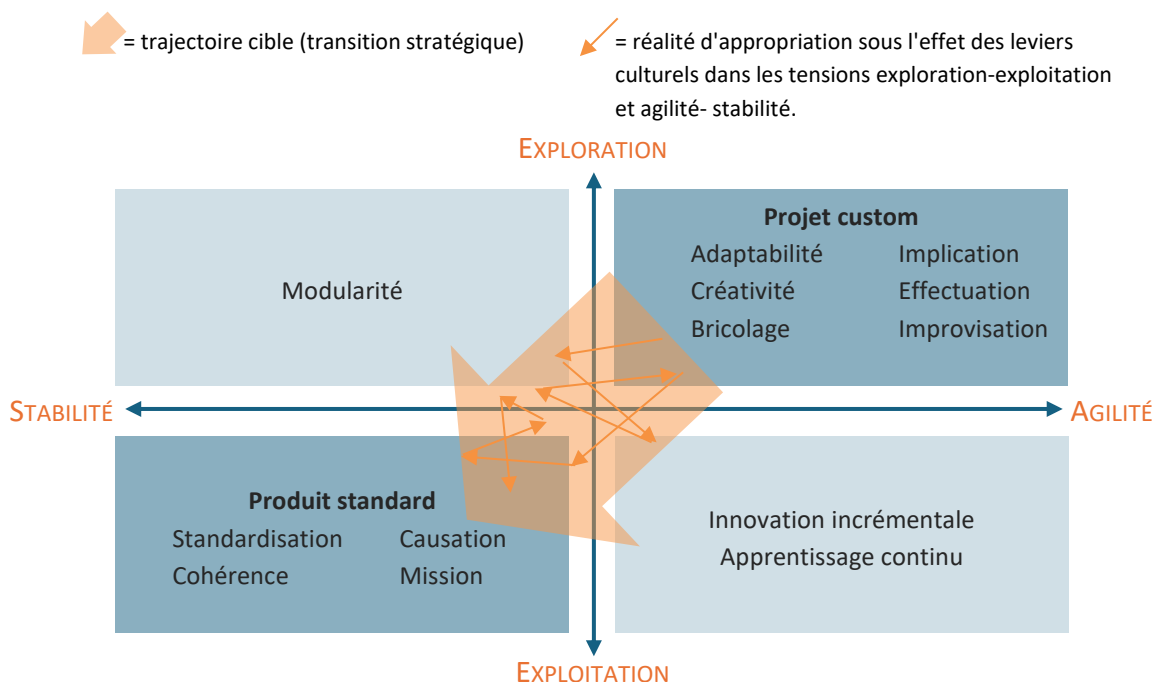 = trajectoire cible (transition stratégique)
= réalité d'appropriation sous l'effet des leviers
culturels dans les tensions exploration-exploitation
et agilité- stabilité.
EXPLORATION
Modularité
Projet custom
Adaptabilité Implication
Créativité Effectuation
Bricolage Improvisation
STABILITÉ
AGILITÉ
Produit standard
Standardisation Causation
Cohérence Mission
Innovation incrémentale
Apprentissage continu
EXPLOITATION